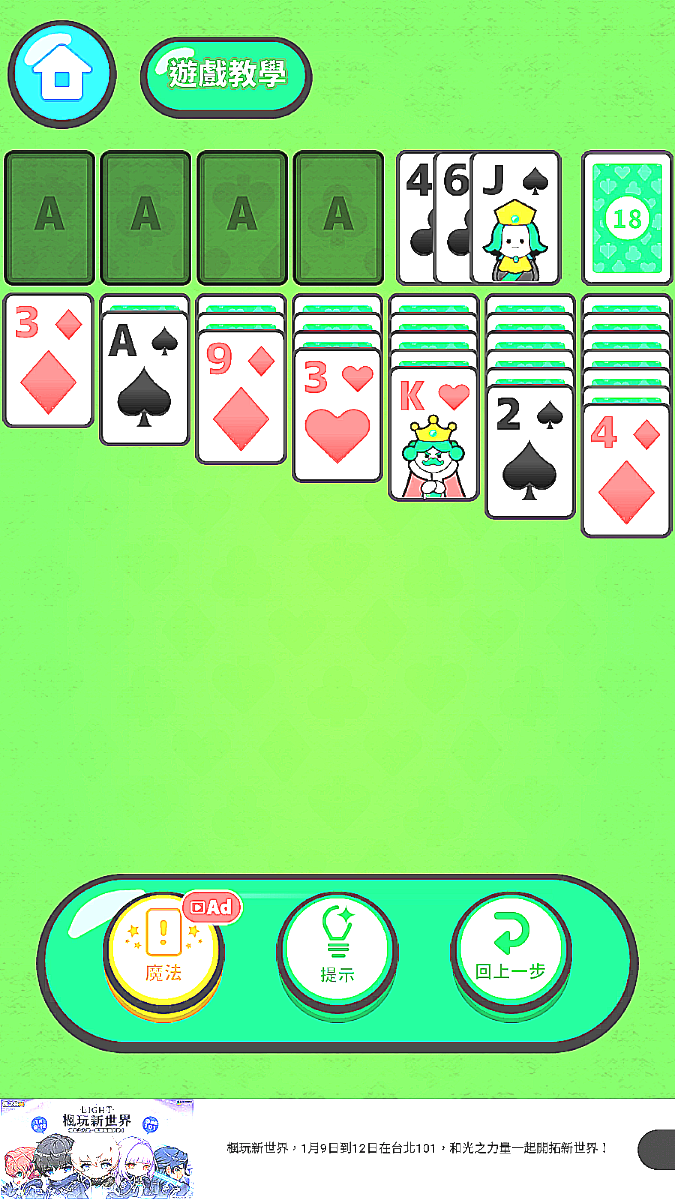 遊戲教學
A A A A 4 6 J 18
3 A 9 3 K 2 4
Ad
魔法 提示 回上一步
LIGHT
楓玩新世界
楓玩新世界，1月9日到12日在台北101，和光之力量一起開拓新世界！